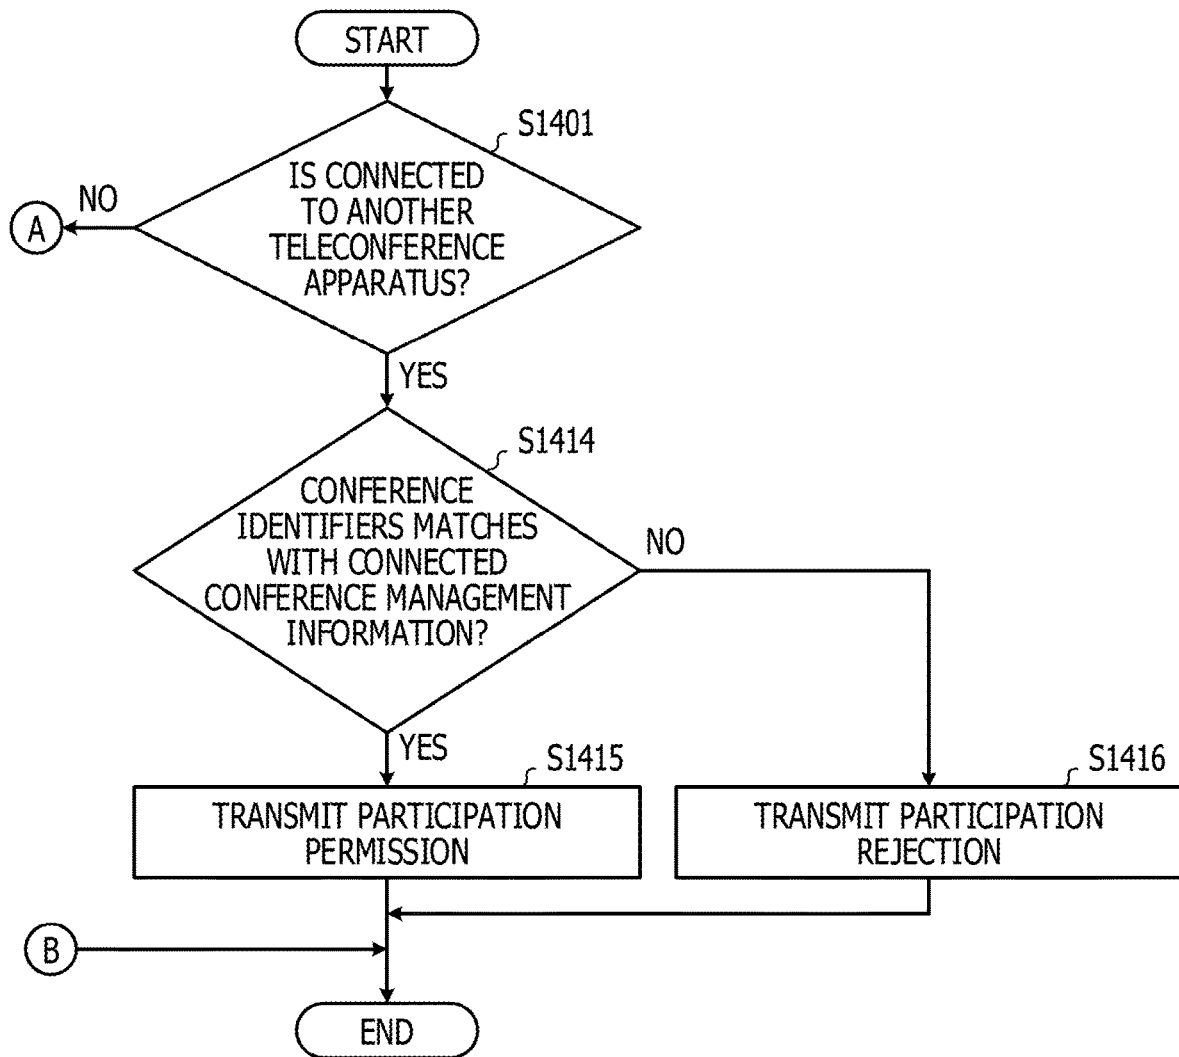 START
S1401
IS CONNECTED
TO ANOTHER
TELECONFERENCE
APPARATUS?
NO
A
YES
S1414
CONFERENCE
IDENTIFIERS MATCHES
WITH CONNECTED
CONFERENCE MANAGEMENT
INFORMATION?
NO
YES
S1415
TRANSMIT PARTICIPATION
PERMISSION
S1416
TRANSMIT PARTICIPATION
REJECTION
B
END